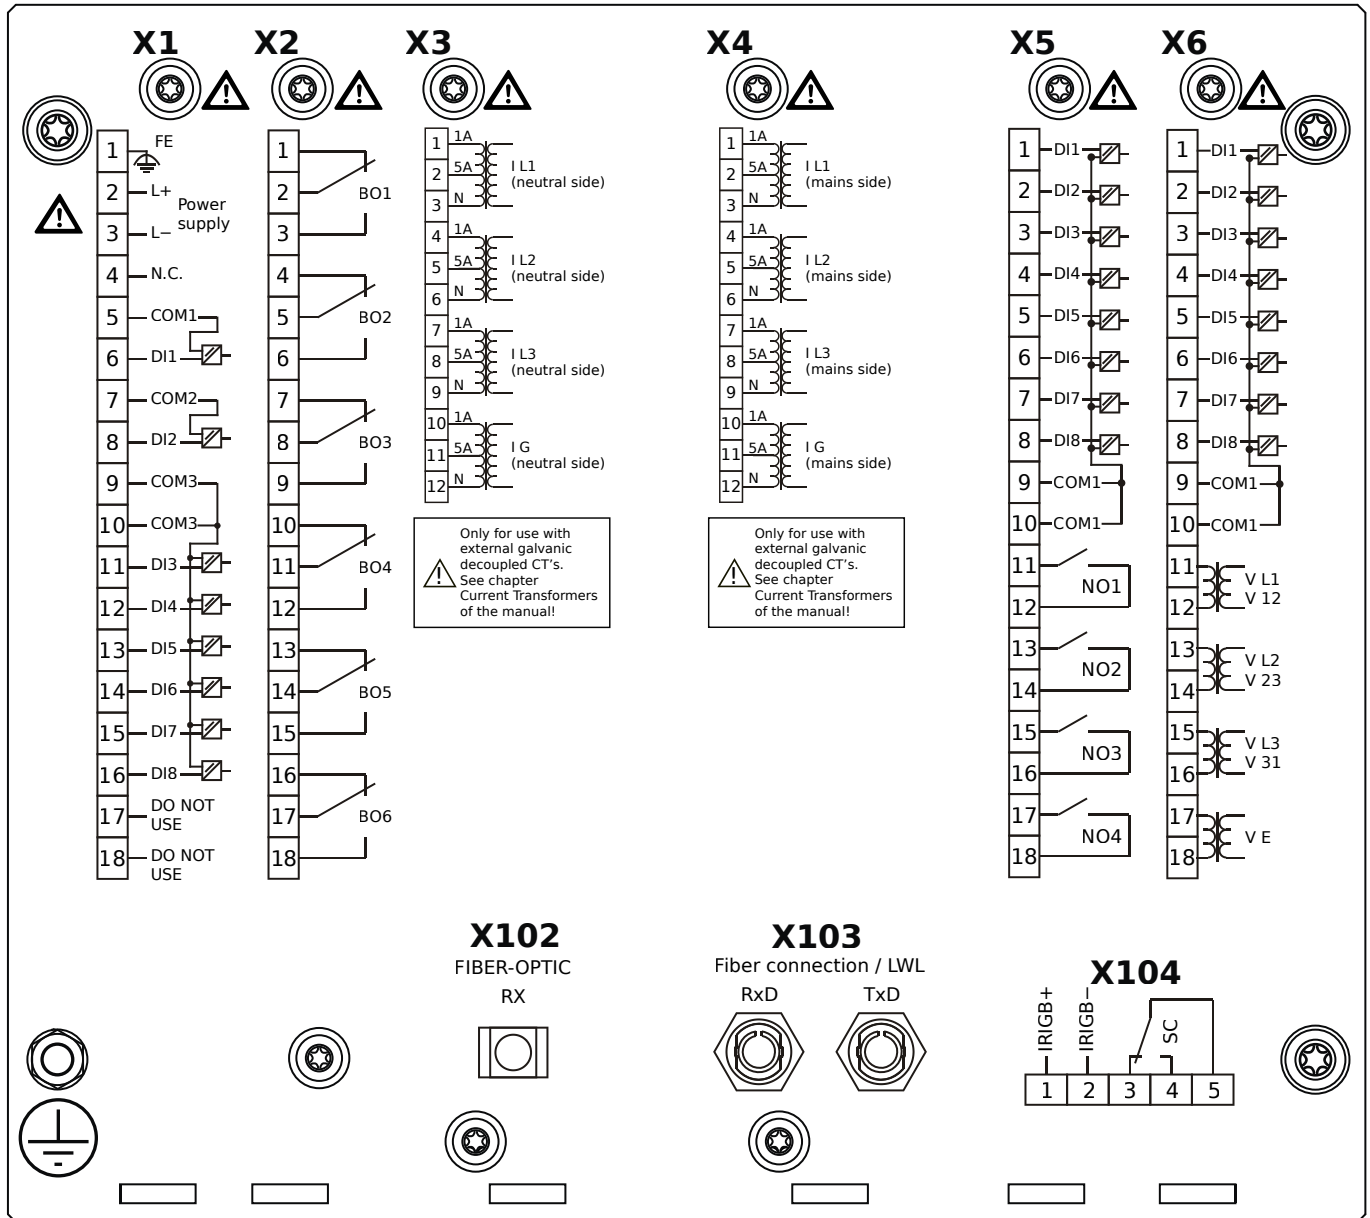 X1
X2
X3
X4
X5
X6
1
FE
2
L+
Power
supply
3
L−
4
N.C.
5
COM1
6
DI1
7
COM2
8
DI2
9
COM3
10
COM3
11
DI3
12
DI4
13
DI5
14
DI6
15
DI7
16
DI8
17
DO NOT
USE
18
DO NOT
USE
1
2
BO1
3
4
5
BO2
6
7
8
BO3
9
10
11
BO4
12
13
14
BO5
15
16
17
BO6
18
1
1A
2
5A
I L1
(neutral side)
3
N
4
1A
5
5A
I L2
(neutral side)
6
N
7
1A
8
5A
I L3
(neutral side)
9
N
10
1A
11
5A
I G
(neutral side)
12
N
Only for use with
external galvanic
decoupled CT's.
See chapter
Current Transformers
of the manual!
1
1A
2
5A
I L1
(mains side)
3
N
4
1A
5
5A
I L2
(mains side)
6
N
7
1A
8
5A
I L3
(mains side)
9
N
10
1A
11
5A
I G
(mains side)
12
N
Only for use with
external galvanic
decoupled CT's.
See chapter
Current Transformers
of the manual!
1
DI1
2
DI2
3
DI3
4
DI4
5
DI5
6
DI6
7
DI7
8
DI8
9
COM1
10
COM1
11
NO1
12
13
NO2
14
15
NO3
16
17
NO4
18
1
DI1
2
DI2
3
DI3
4
DI4
5
DI5
6
DI6
7
DI7
8
DI8
9
COM1
10
COM1
11
V L1
V 12
12
13
V L2
V 23
14
15
V L3
V 31
16
17
V E
18
X102
FIBER-OPTIC
RX
X103
Fiber connection / LWL
RxD
TxD
X104
IRIGB+
IRIGB−
SC
1
2
3
4
5